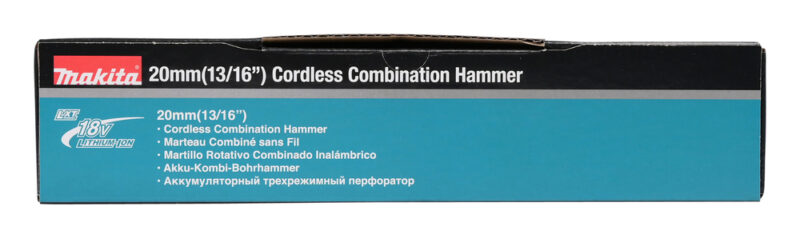 makita 20mm(13/16”) Cordless Combination Hammer
LXT
18V
LITHIUM-ION
20mm(13/16”)
· Cordless Combination Hammer
· Marteau Combiné sans Fil
· Martillo Rotativo Combinado Inalámbrico
· Akku-Kombi-Bohrhammer
· Аккумуляторный трехрежимный перфоратор